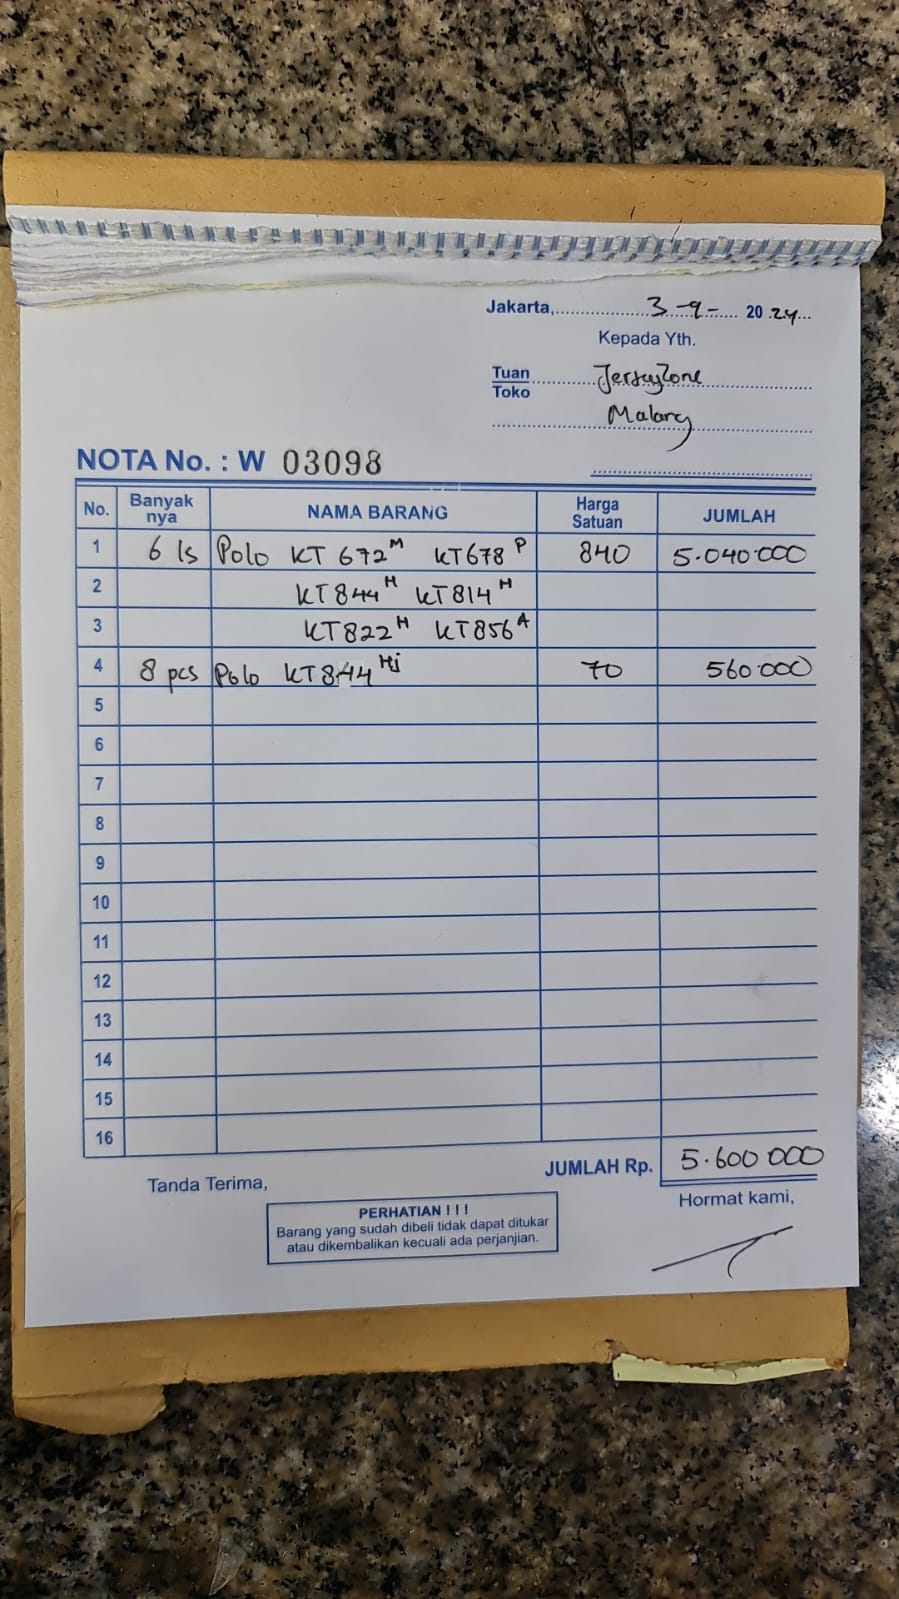 Jakarta, 3-9- 2024
Kepada Yth.
Tuan
Toko
JerseyZone
Malang
NOTA No. : W 03098
No. Banyak nya NAMA BARANG Harga Satuan JUMLAH
1 6 ls Polo KT 672 M KT678 P 840 5.040.000
2 KT844 H KT814 H
3 KT822 H KT856 A
4 8 pcs Polo KT844 Hj 70 560.000
5
6
7
8
9
10
11
12
13
14
15
16
JUMLAH Rp. 5.600 000
Tanda Terima,
Hormat kami,
PERHATIAN ! ! !
Barang yang sudah dibeli tidak dapat ditukar
atau dikembalikan kecuali ada perjanjian.